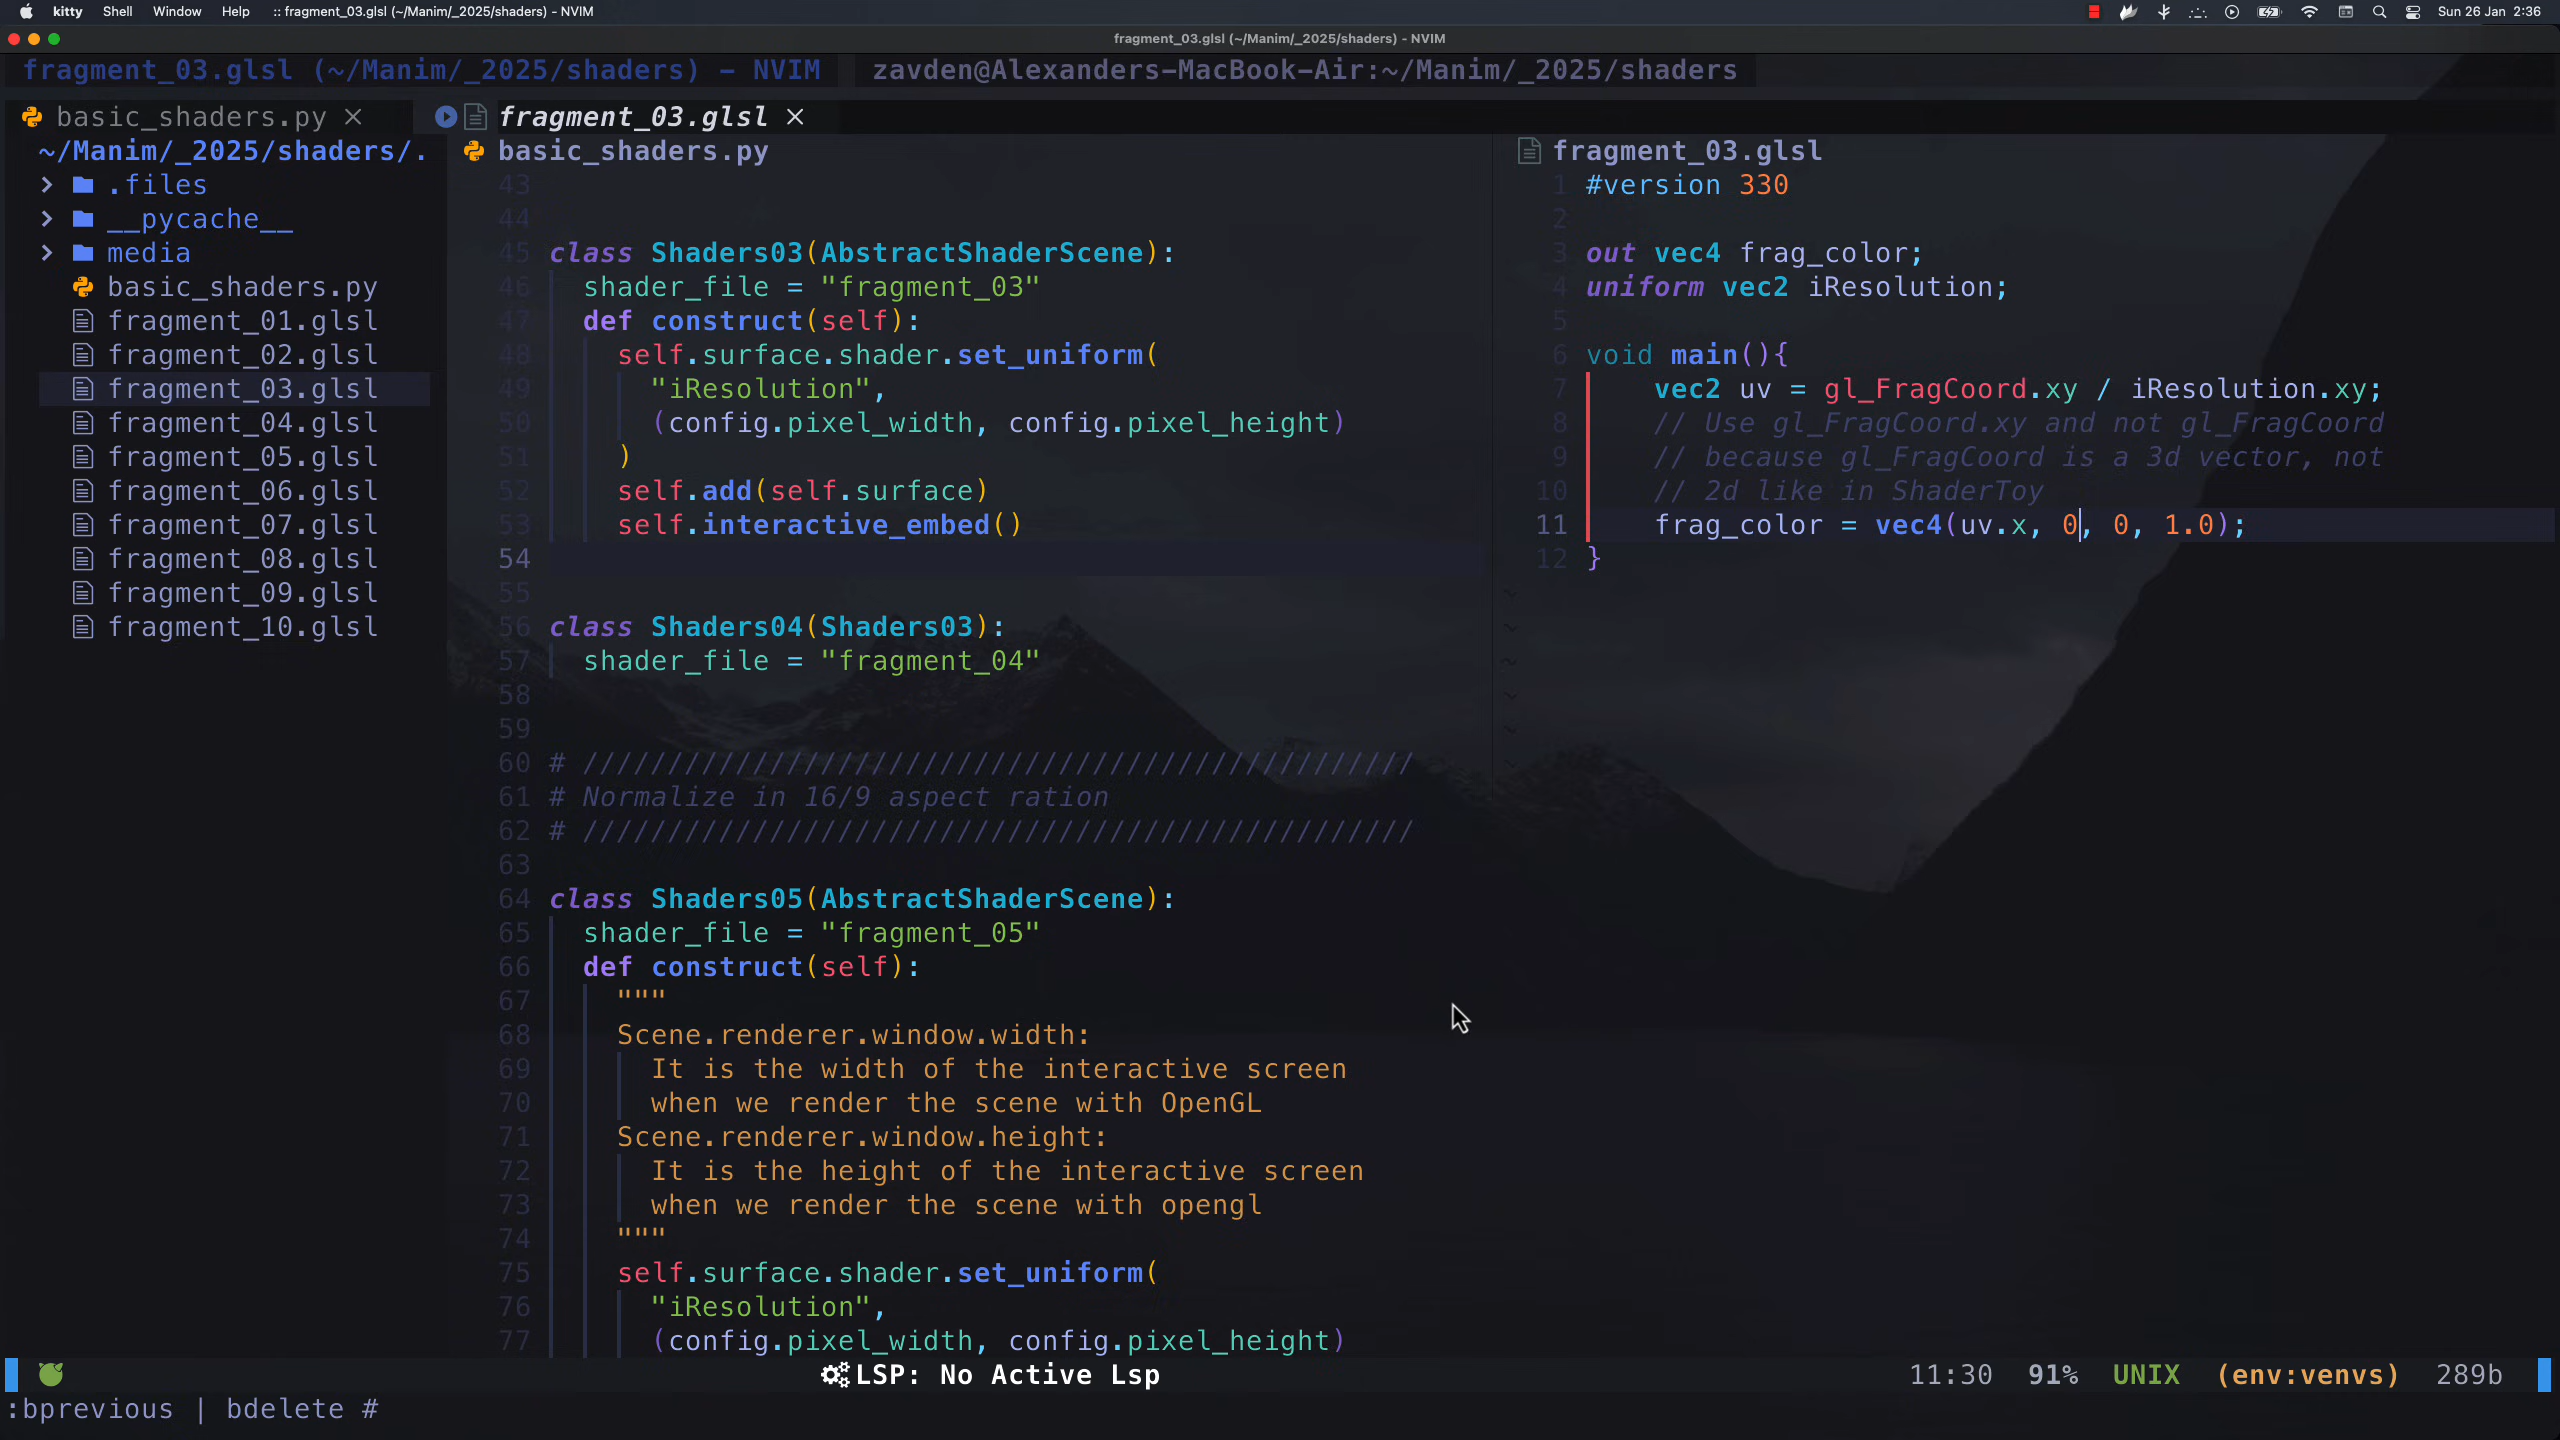 kitty Shell Window Help :: fragment_03.glsl (~/Manim/_2025/shaders) - NVIM Sun 26 Jan 2:36
fragment_03.glsl (~/Manim/_2025/shaders) - NVIM
fragment_03.glsl (~/Manim/_2025/shaders) - NVIM zavden@Alexanders-MacBook-Air:~/Manim/_2025/shaders
basic_shaders.py fragment_03.glsl
~/Manim/_2025/shaders/.
.files
__pycache__
media
basic_shaders.py
fragment_01.glsl
fragment_02.glsl
fragment_03.glsl
fragment_04.glsl
fragment_05.glsl
fragment_06.glsl
fragment_07.glsl
fragment_08.glsl
fragment_09.glsl
fragment_10.glsl
basic_shaders.py
43
44
45 class Shaders03(AbstractShaderScene):
46 shader_file = "fragment_03"
47 def construct(self):
48 self.surface.shader.set_uniform(
49 "iResolution",
50 (config.pixel_width, config.pixel_height)
51 )
52 self.add(self.surface)
53 self.interactive_embed()
54
55
56 class Shaders04(Shaders03):
57 shader_file = "fragment_04"
58
59
60 # /////////////////////////////////////////////////
61 # Normalize in 16/9 aspect ration
62 # /////////////////////////////////////////////////
63
64 class Shaders05(AbstractShaderScene):
65 shader_file = "fragment_05"
66 def construct(self):
67 """
68 Scene.renderer.window.width:
69 It is the width of the interactive screen
70 when we render the scene with OpenGL
71 Scene.renderer.window.height:
72 It is the height of the interactive screen
73 when we render the scene with opengl
74 """
75 self.surface.shader.set_uniform(
76 "iResolution",
77 (config.pixel_width, config.pixel_height)
fragment_03.glsl
1 #version 330
2
3 out vec4 frag_color;
4 uniform vec2 iResolution;
5
6 void main(){
7 vec2 uv = gl_FragCoord.xy / iResolution.xy;
8 // Use gl_FragCoord.xy and not gl_FragCoord
9 // because gl_FragCoord is a 3d vector, not
10 // 2d like in ShaderToy
11 frag_color = vec4(uv.x, 0, 0, 1.0);
12 }
~
~
~
~
~
~
LSP: No Active Lsp 11:30 91% UNIX (env:venvs) 289b
:bprevious | bdelete #